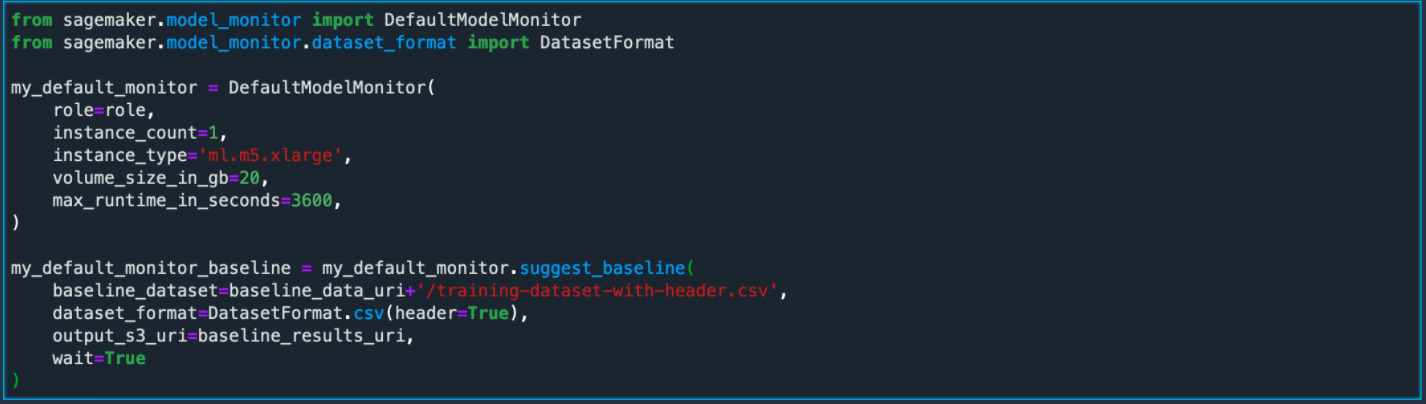 from sagemaker.model_monitor import DefaultModelMonitor
from sagemaker.model_monitor.dataset_format import DatasetFormat

my_default_monitor = DefaultModelMonitor(
    role=role,
    instance_count=1,
    instance_type='ml.m5.xlarge',
    volume_size_in_gb=20,
    max_runtime_in_seconds=3600,
)

my_default_monitor_baseline = my_default_monitor.suggest_baseline(
    baseline_dataset=baseline_data_uri+'/training-dataset-with-header.csv',
    dataset_format=DatasetFormat.csv(header=True),
    output_s3_uri=baseline_results_uri,
    wait=True
)